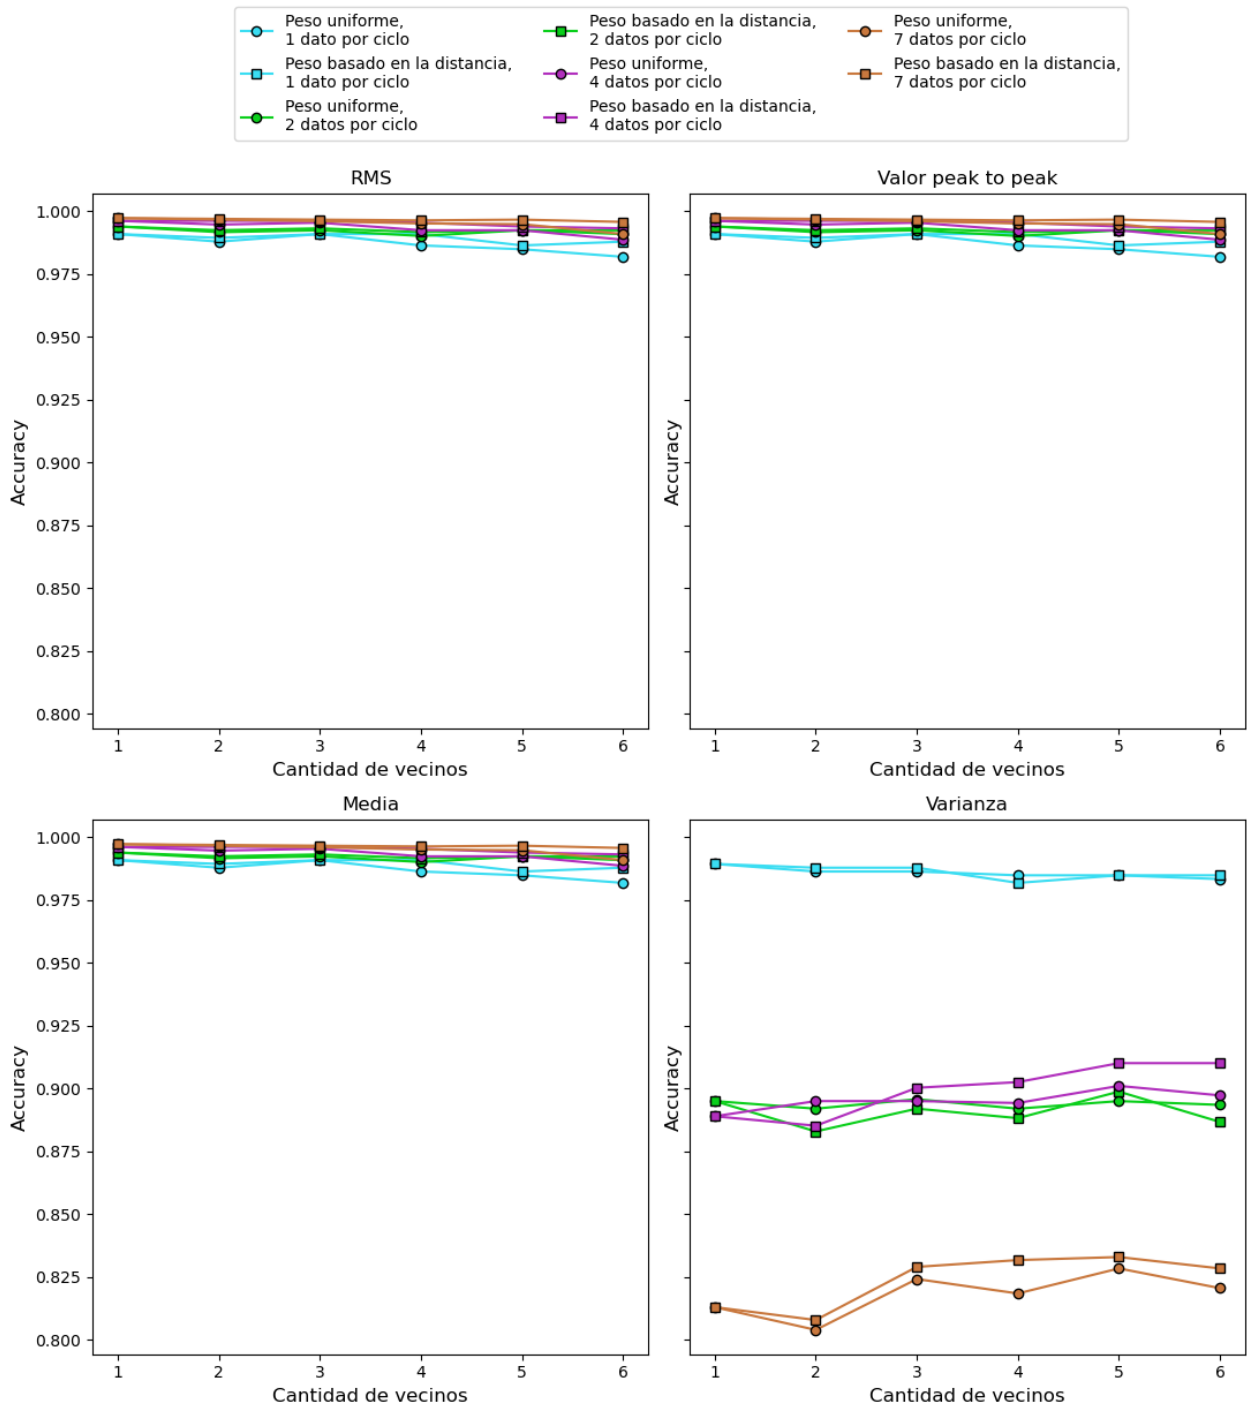 Peso uniforme,
1 dato por ciclo
Peso basado en la distancia,
1 dato por ciclo
Peso uniforme,
2 datos por ciclo
Peso basado en la distancia,
2 datos por ciclo
Peso uniforme,
4 datos por ciclo
Peso basado en la distancia,
4 datos por ciclo
Peso uniforme,
7 datos por ciclo
Peso basado en la distancia,
7 datos por ciclo
RMS
1.000
0.975
0.950
0.925
0.900
0.875
0.850
0.825
0.800
Accuracy
1 2 3 4 5 6
Cantidad de vecinos
Valor peak to peak
Accuracy
1 2 3 4 5 6
Cantidad de vecinos
Media
1.000
0.975
0.950
0.925
0.900
0.875
0.850
0.825
0.800
Accuracy
1 2 3 4 5 6
Cantidad de vecinos
Varianza
Accuracy
1 2 3 4 5 6
Cantidad de vecinos